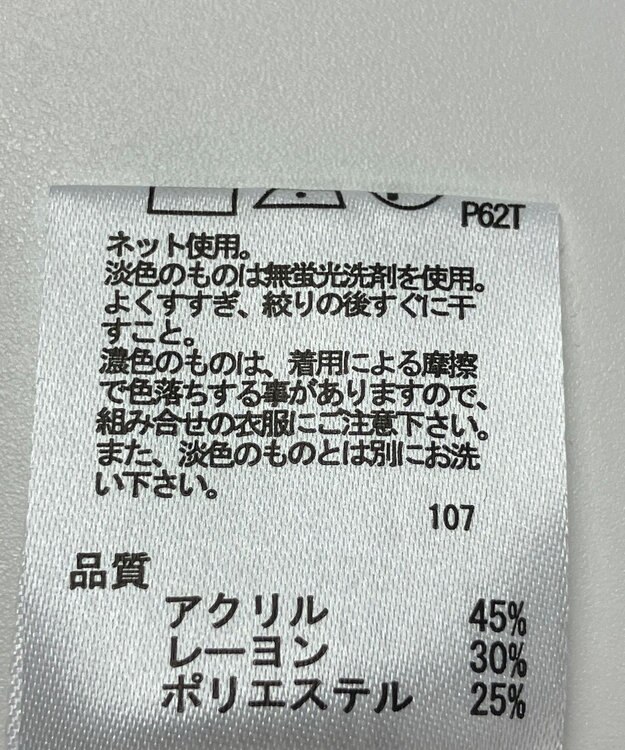 P62T
ネット使用。
淡色のものは無蛍光洗剤を使用。
よくすすぎ、絞りの後すぐに干
すこと。
濃色のものは、着用による摩擦
で色落ちする事がありますので、
組み合せの衣服にご注意下さい。
また、淡色のものとは別にお洗
い下さい。
107
品質
アクリル 45%
レーヨン 30%
ポリエステル 25%